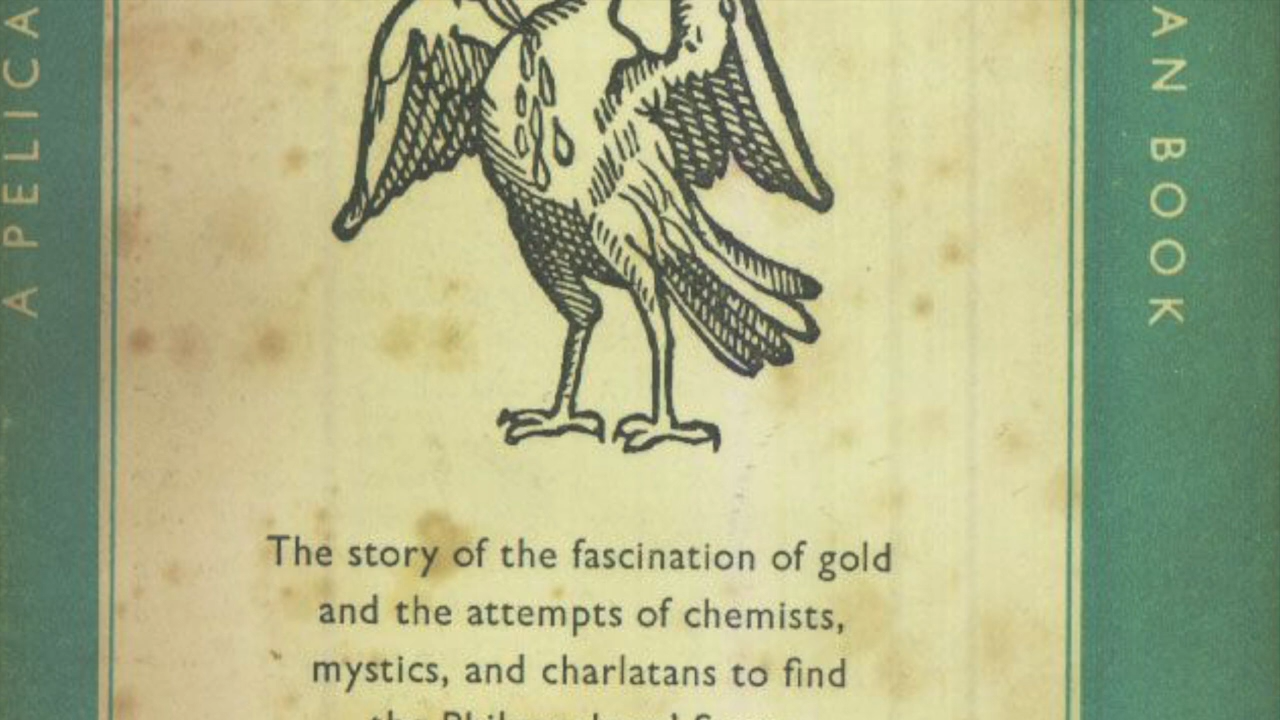 A PELICA
AN BOOK
The story of the fascination of gold
and the attempts of chemists,
mystics, and charlatans to find